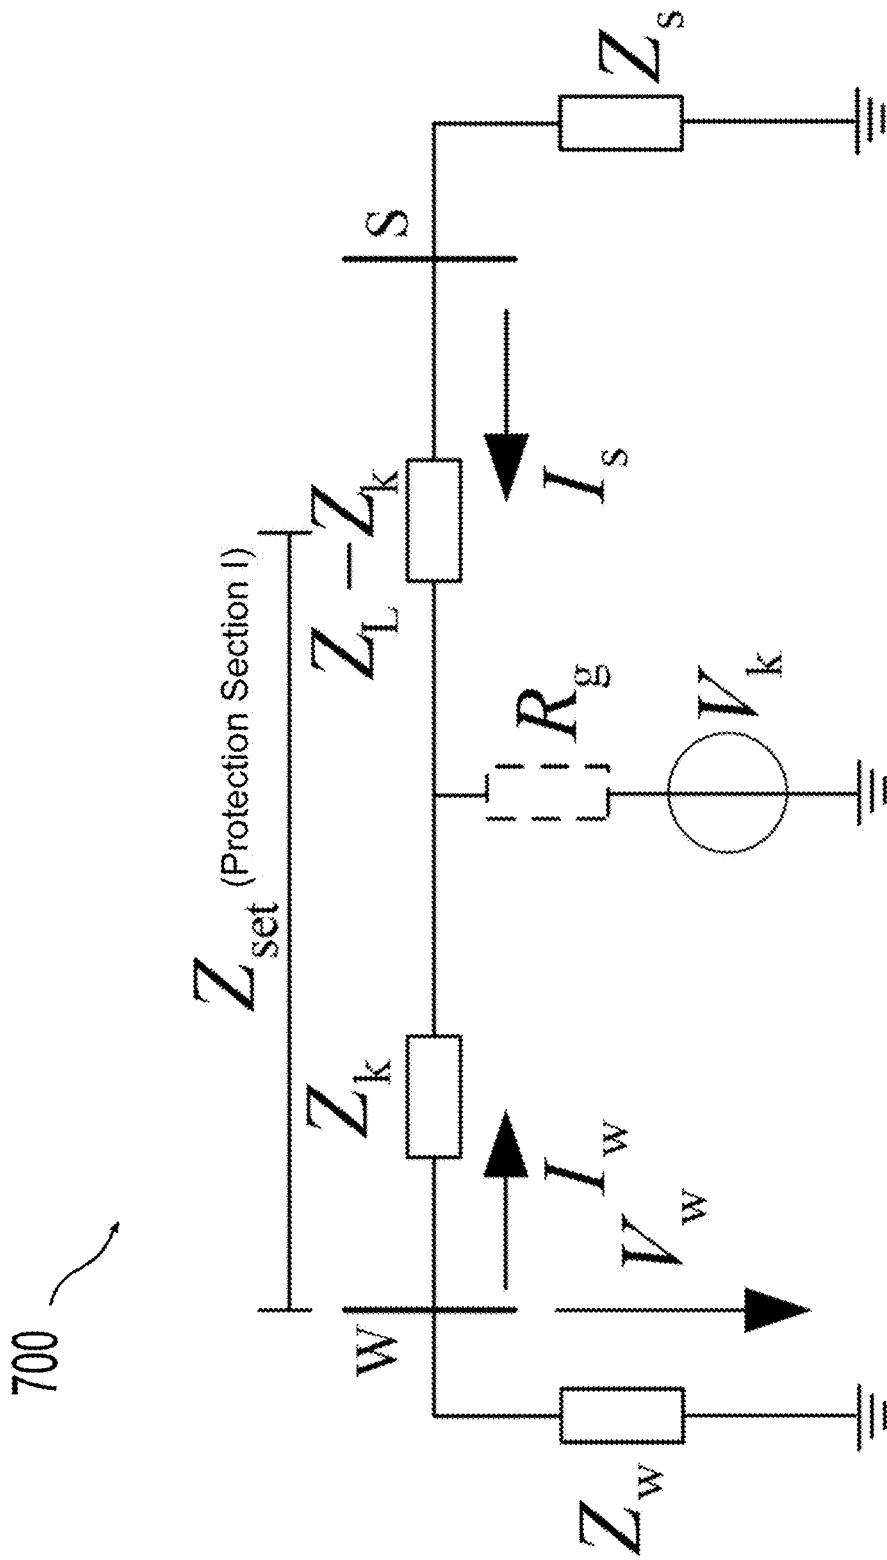 700
Z_set (Protection Section I)
Z_k
Z_L − Z_k
W
S
I_w
I_s
V_w
R_g
V_k
Z_w
Z_s